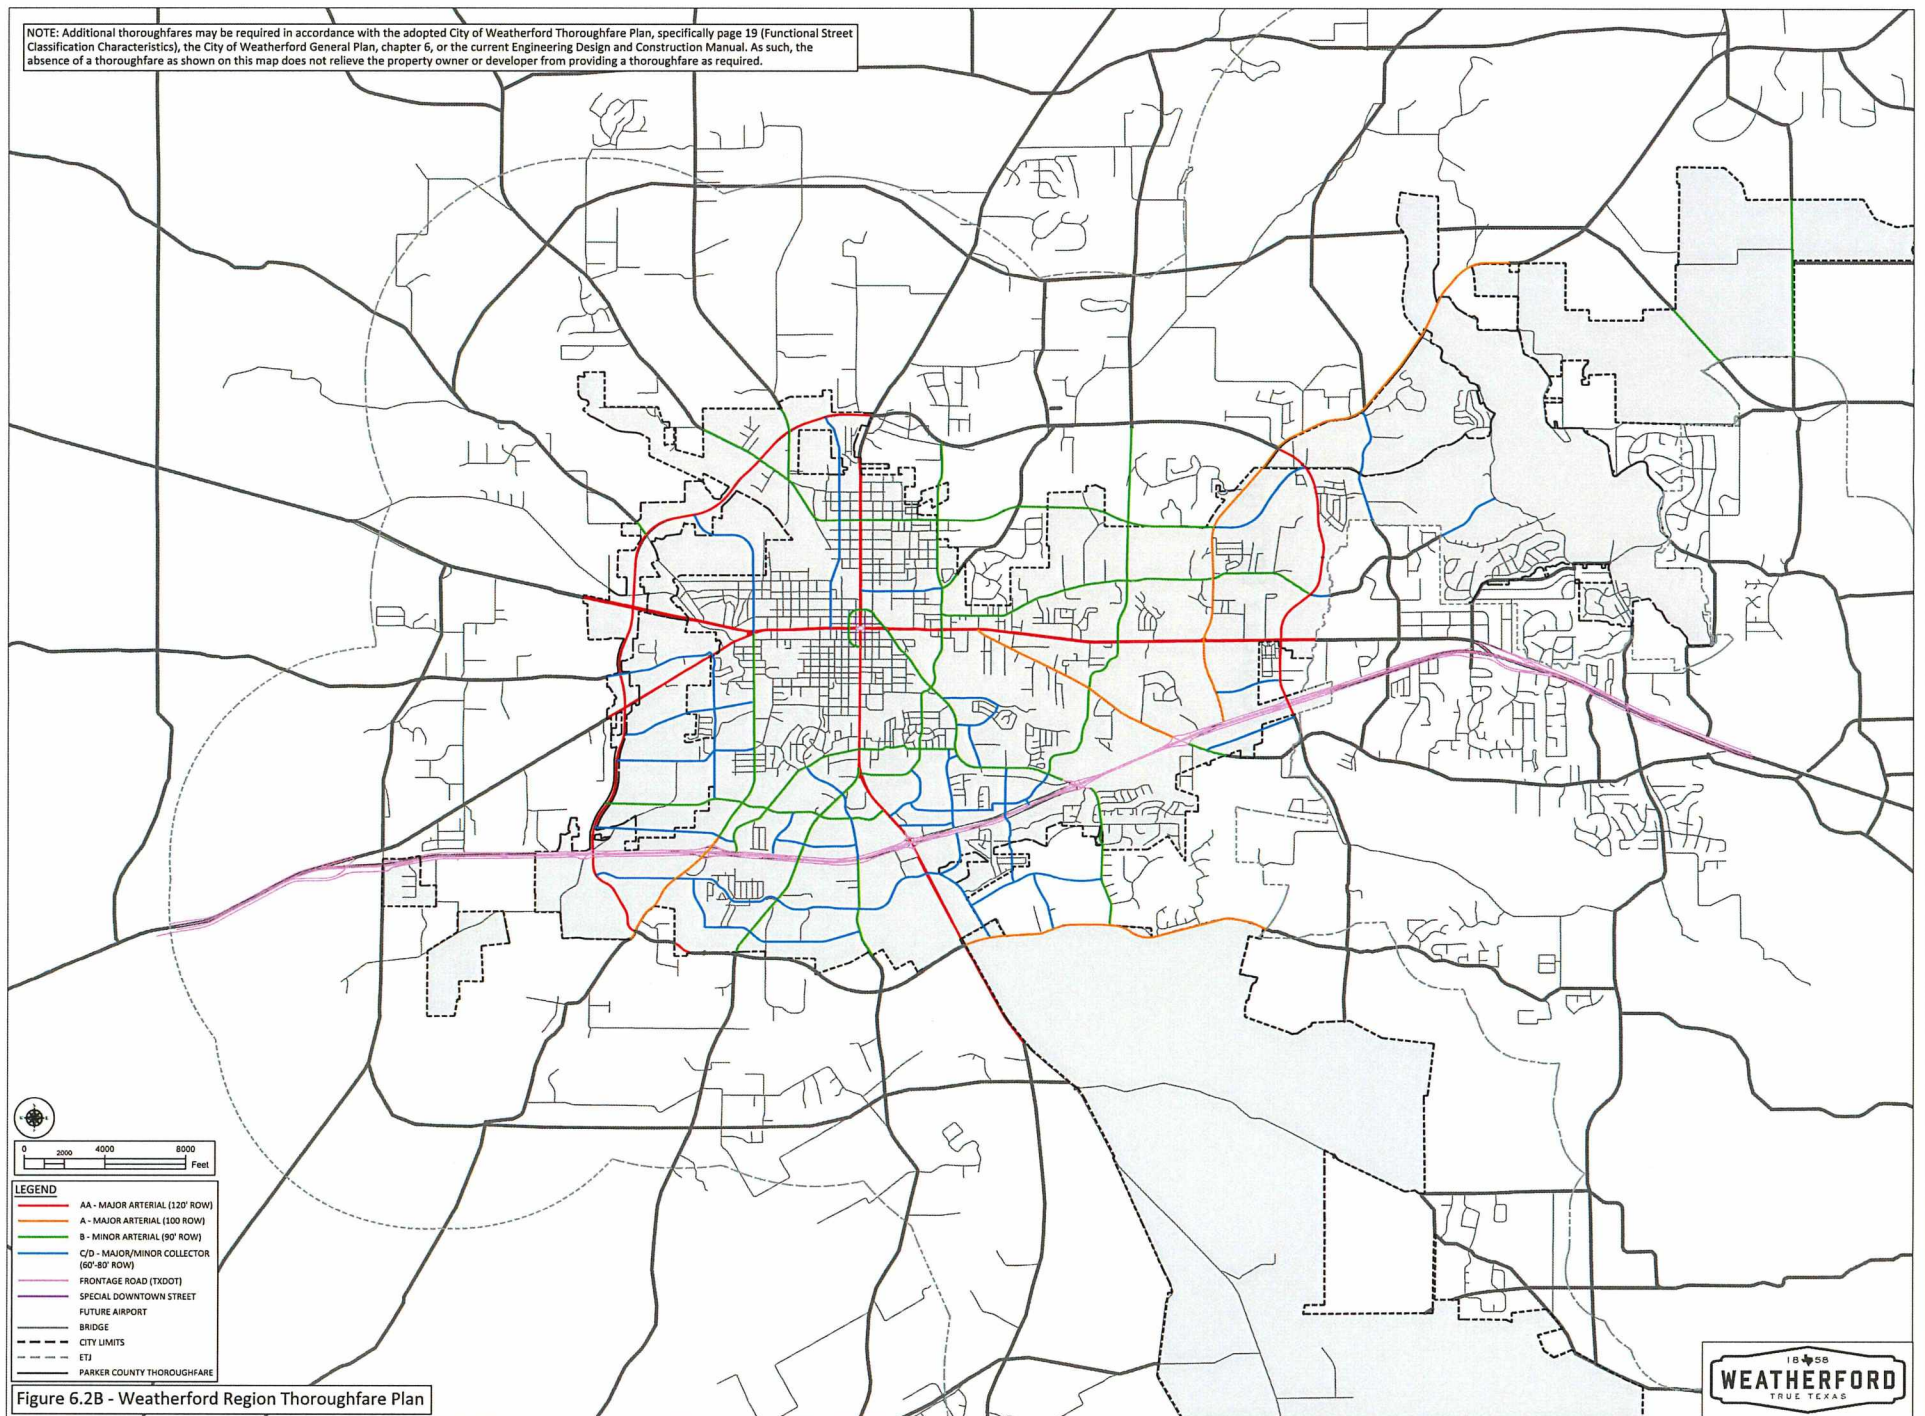 NOTE: Additional thoroughfares may be required in accordance with the adopted City of Weatherford Thoroughfare Plan, specifically page 19 (Functional Street
Classification Characteristics), the City of Weatherford General Plan, chapter 6, or the current Engineering Design and Construction Manual. As such, the
absence of a thoroughfare as shown on this map does not relieve the property owner or developer from providing a thoroughfare as required.
0 2000 4000 8000
Feet
LEGEND
AA - MAJOR ARTERIAL (120' ROW)
A - MAJOR ARTERIAL (100 ROW)
B - MINOR ARTERIAL (90' ROW)
C/D - MAJOR/MINOR COLLECTOR
(60'-80' ROW)
FRONTAGE ROAD (TXDOT)
SPECIAL DOWNTOWN STREET
FUTURE AIRPORT
BRIDGE
CITY LIMITS
ETJ
PARKER COUNTY THOROUGHFARE
Figure 6.2B - Weatherford Region Thoroughfare Plan
18 58
WEATHERFORD
TRUE TEXAS